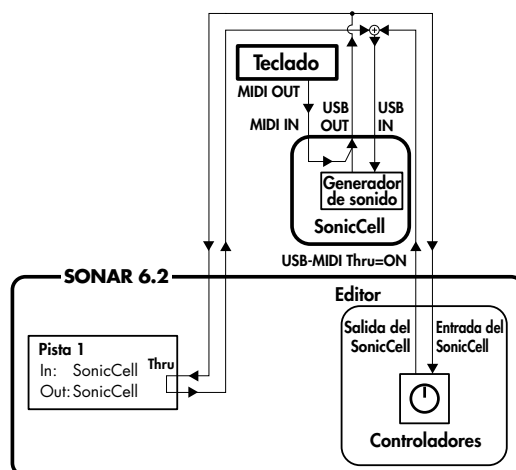 Teclado
MIDI OUT
MIDI IN
USB
OUT
USB
IN
Generador
de sonido
SonicCell
USB-MIDI Thru=ON
SONAR 6.2
Editor
Pista 1
In: SonicCell
Out: SonicCell
Thru
Salida del
SonicCell
Entrada del
SonicCell
Controladores